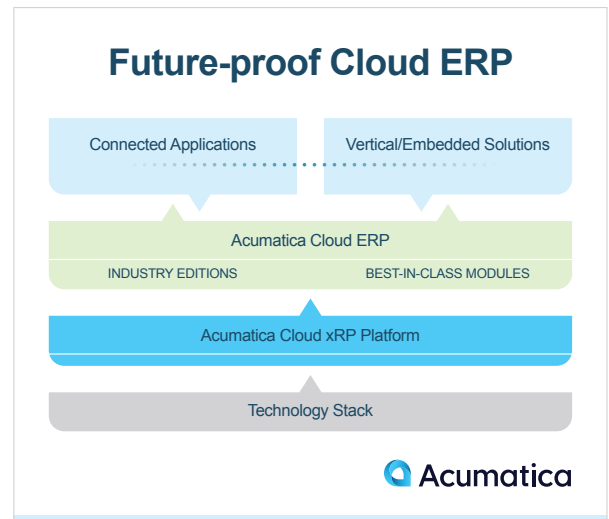 Future-proof Cloud ERP
Connected Applications
Vertical/Embedded Solutions
Acumatica Cloud ERP
INDUSTRY EDITIONS
BEST-IN-CLASS MODULES
Acumatica Cloud xRP Platform
Technology Stack
Acumatica